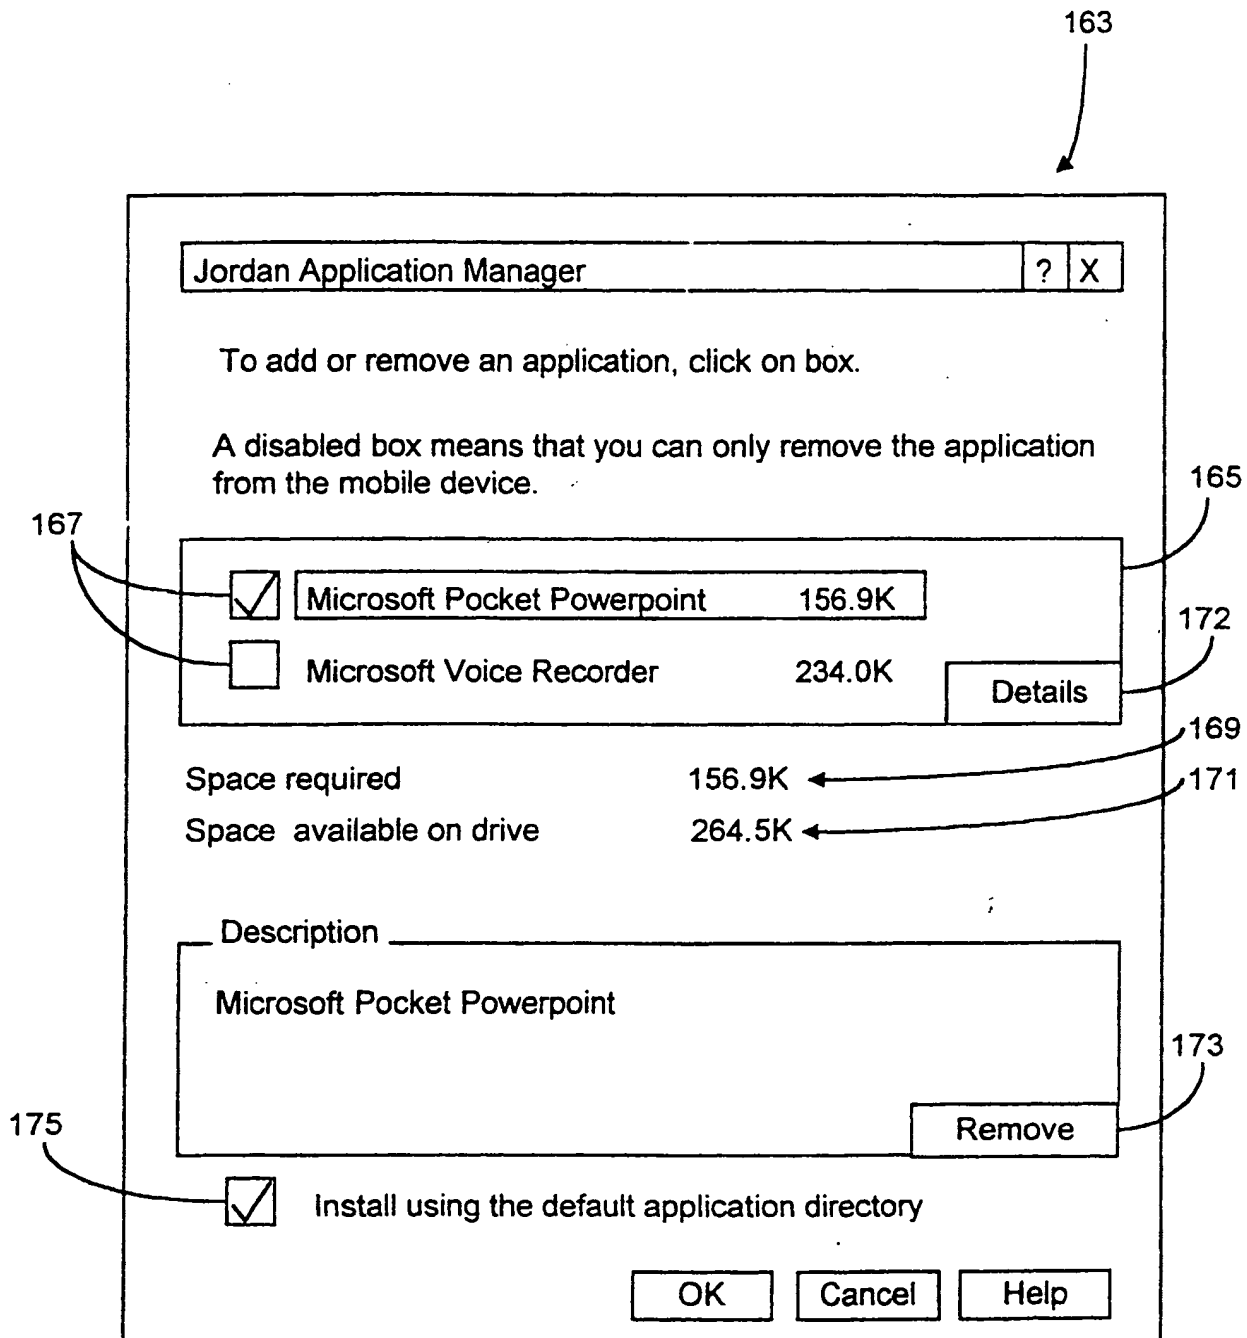 163
Jordan Application Manager ? X
To add or remove an application, click on box.
A disabled box means that you can only remove the application
from the mobile device.
165
167
Microsoft Pocket Powerpoint 156.9K
172
Microsoft Voice Recorder 234.0K
Details
169
Space required 156.9K
171
Space available on drive 264.5K
Description
Microsoft Pocket Powerpoint
173
Remove
175
Install using the default application directory
OK Cancel Help